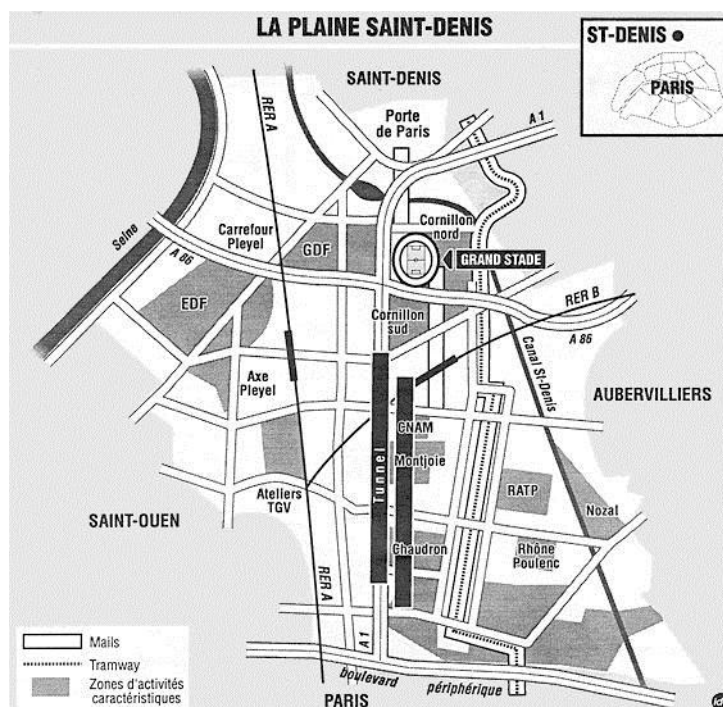 LA PLAINE SAINT-DENIS
ST-DENIS
PARIS
SAINT-DENIS
RER A
Porte
de Paris
A 1
Seine
Carrefour
Pleyel
Cornillon
nord
GDF
GRAND STADE
A 86
EDF
RER B
Cornillon
sud
A 86
Canal St-Denis
Axe
Pleyel
AUBERVILLIERS
CNAM
Tunnel
Montjoie
Ateliers
TGV
RATP
Nozal
SAINT-OUEN
Chaudron
Rhône
Poulenc
RER A
A 1
Mails
Tramway
Zones d'activités
caractéristiques
boulevard périphérique
PARIS